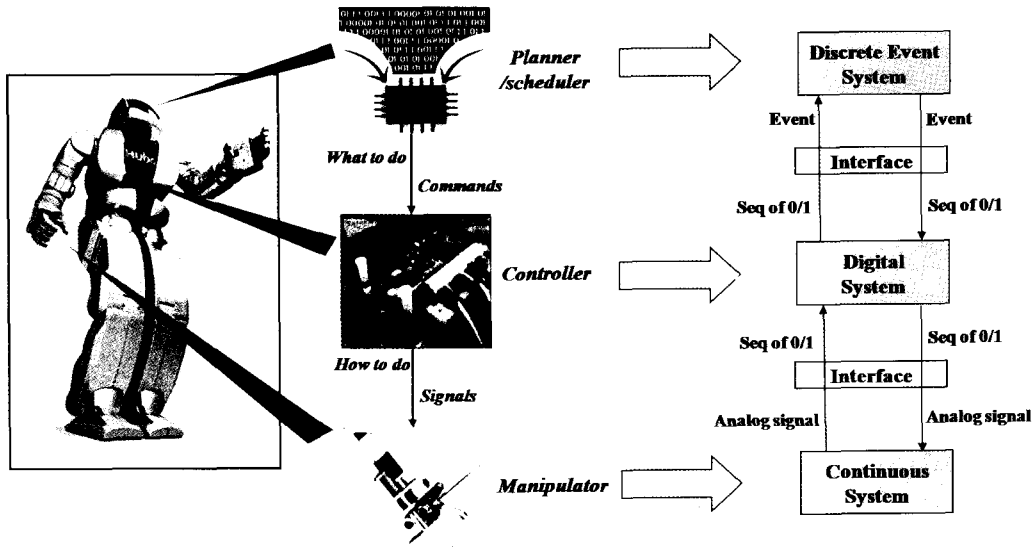 Planner
/scheduler
Discrete Event
System
Event
Event
What to do
Interface
Commands
Seq of 0/1
Seq of 0/1
Controller
Digital
System
How to do
Seq of 0/1
Seq of 0/1
Interface
Signals
Analog signal
Analog signal
Manipulator
Continuous
System